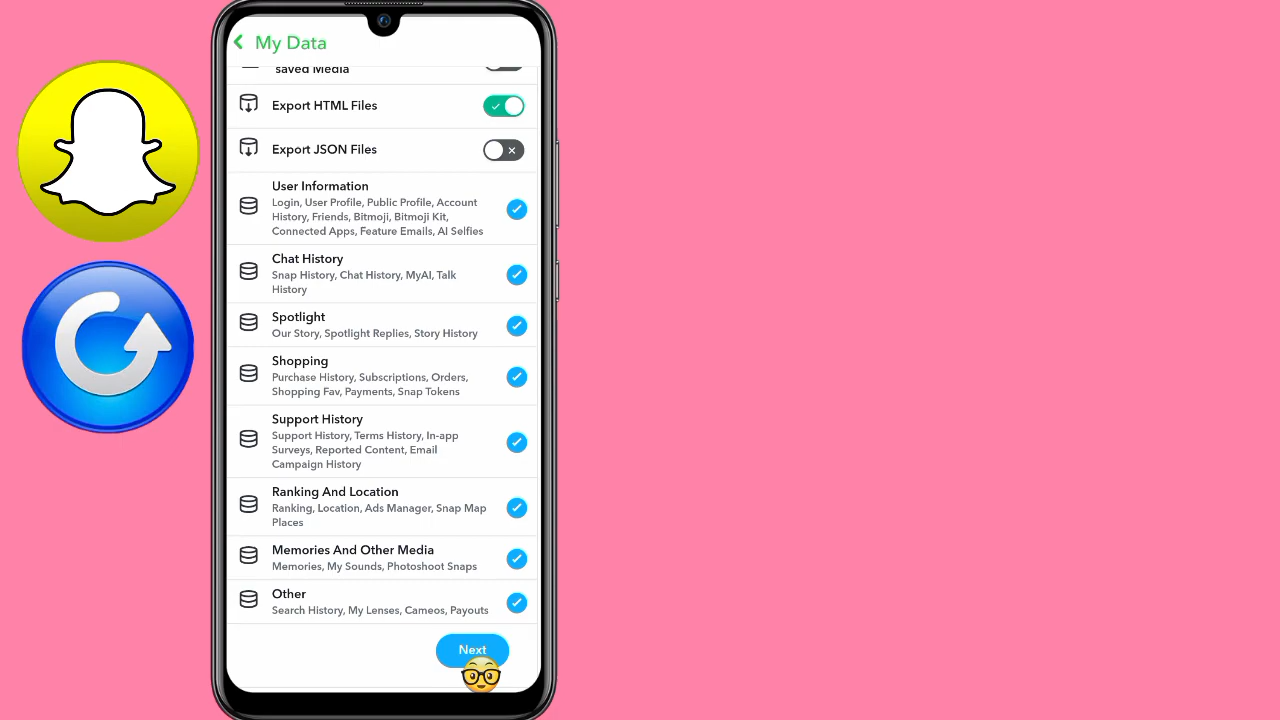 My Data
saved Media
Export HTML Files
Export JSON Files
User Information
Login, User Profile, Public Profile, Account
History, Friends, Bitmoji, Bitmoji Kit,
Connected Apps, Feature Emails, AI Selfies
Chat History
Snap History, Chat History, MyAI, Talk
History
Spotlight
Our Story, Spotlight Replies, Story History
Shopping
Purchase History, Subscriptions, Orders,
Shopping Fav, Payments, Snap Tokens
Support History
Support History, Terms History, In-app
Surveys, Reported Content, Email
Campaign History
Ranking And Location
Ranking, Location, Ads Manager, Snap Map
Places
Memories And Other Media
Memories, My Sounds, Photoshoot Snaps
Other
Search History, My Lenses, Cameos, Payouts
Next